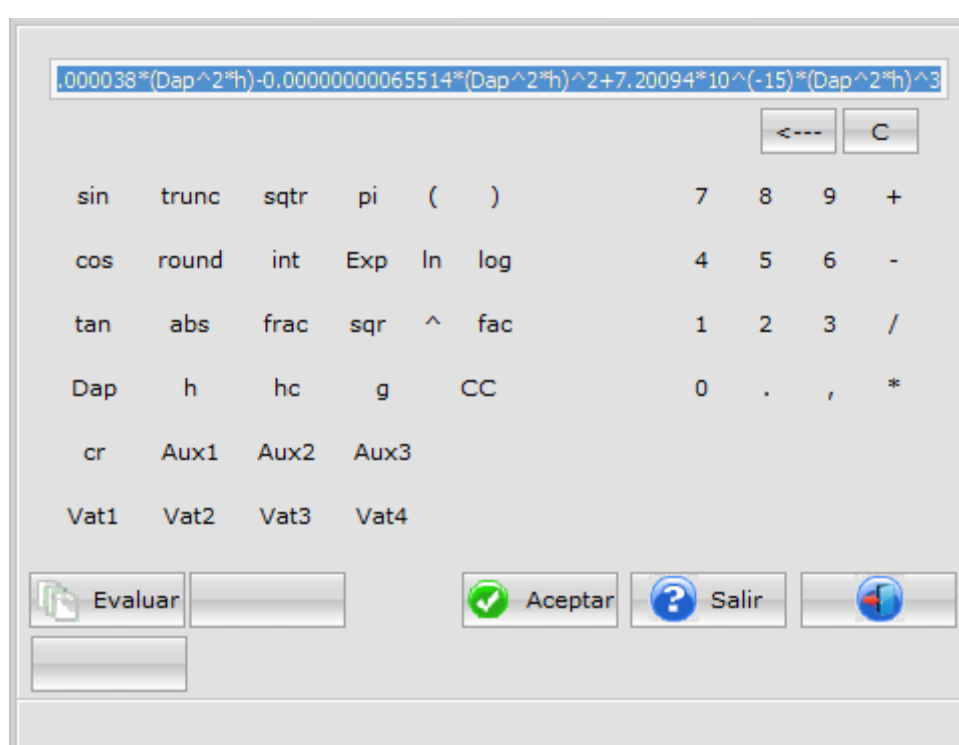 .000038*(Dap^2*h)-0.00000000065514*(Dap^2*h)^2+7.20094*10^(-15)*(Dap^2*h)^3
<--- C
sin trunc sqtr pi ( ) 7 8 9 +
cos round int Exp ln log 4 5 6 -
tan abs frac sqr ^ fac 1 2 3 /
Dap h hc g CC 0 . , *
cr Aux1 Aux2 Aux3
Vat1 Vat2 Vat3 Vat4
Evaluar Aceptar Salir